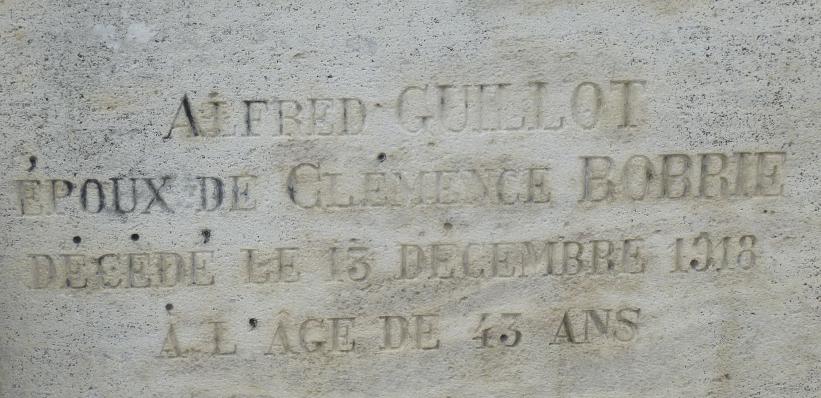 ALFRED GUILLOT
ÉPOUX DE CLÉMENCE BOBRIE
DÉCÉDÉ LE 13 DÉCEMBRE 1918
À L'ÂGE DE 43 ANS